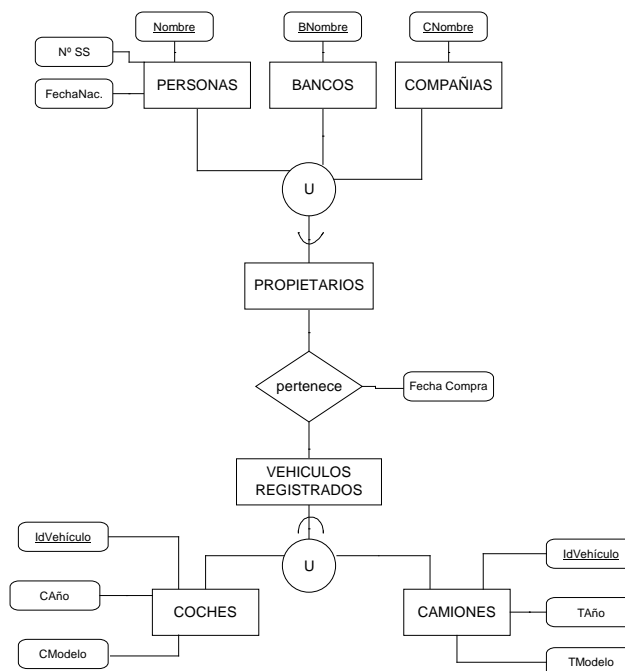 Nombre
BNombre
CNombre
Nº SS
PERSONAS
BANCOS
COMPAÑIAS
FechaNac.
U
PROPIETARIOS
pertenece
Fecha Compra
VEHICULOS
REGISTRADOS
IdVehículo
IdVehículo
U
CAño
COCHES
CAMIONES
TAño
CModelo
TModelo